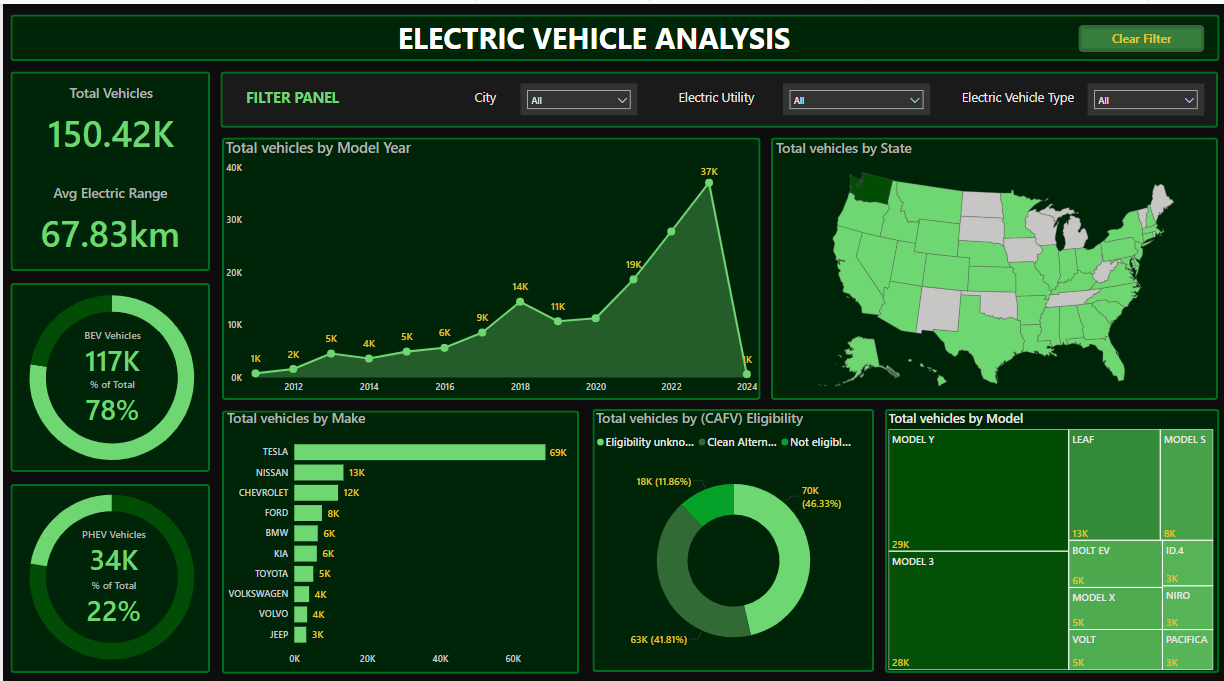 ELECTRIC VEHICLE ANALYSIS
Clear Filter
Total Vehicles
150.42K
Avg Electric Range
67.83km
FILTER PANEL
City
All
Electric Utility
All
Electric Vehicle Type
All
BEV Vehicles
117K
% of Total
78%
PHEV Vehicles
34K
% of Total
22%
Total vehicles by Model Year
40K
30K
20K
10K
0K
1K
2K
5K
4K
5K
6K
9K
14K
11K
19K
37K
1K
2012
2014
2016
2018
2020
2022
2024
Total vehicles by State
Total vehicles by Make
TESLA 69K
NISSAN 13K
CHEVROLET 12K
FORD 8K
BMW 6K
KIA 6K
TOYOTA 5K
VOLKSWAGEN 4K
VOLVO 4K
JEEP 3K
0K 20K 40K 60K
Total vehicles by (CAFV) Eligibility
Eligibility unkno... Clean Altern... Not eligibl...
18K (11.86%)
70K
(46.33%)
63K (41.81%)
Total vehicles by Model
MODEL Y
29K
MODEL 3
28K
LEAF
13K
MODEL S
8K
BOLT EV
6K
ID.4
3K
MODEL X
5K
NIRO
3K
VOLT
5K
PACIFICA
3K